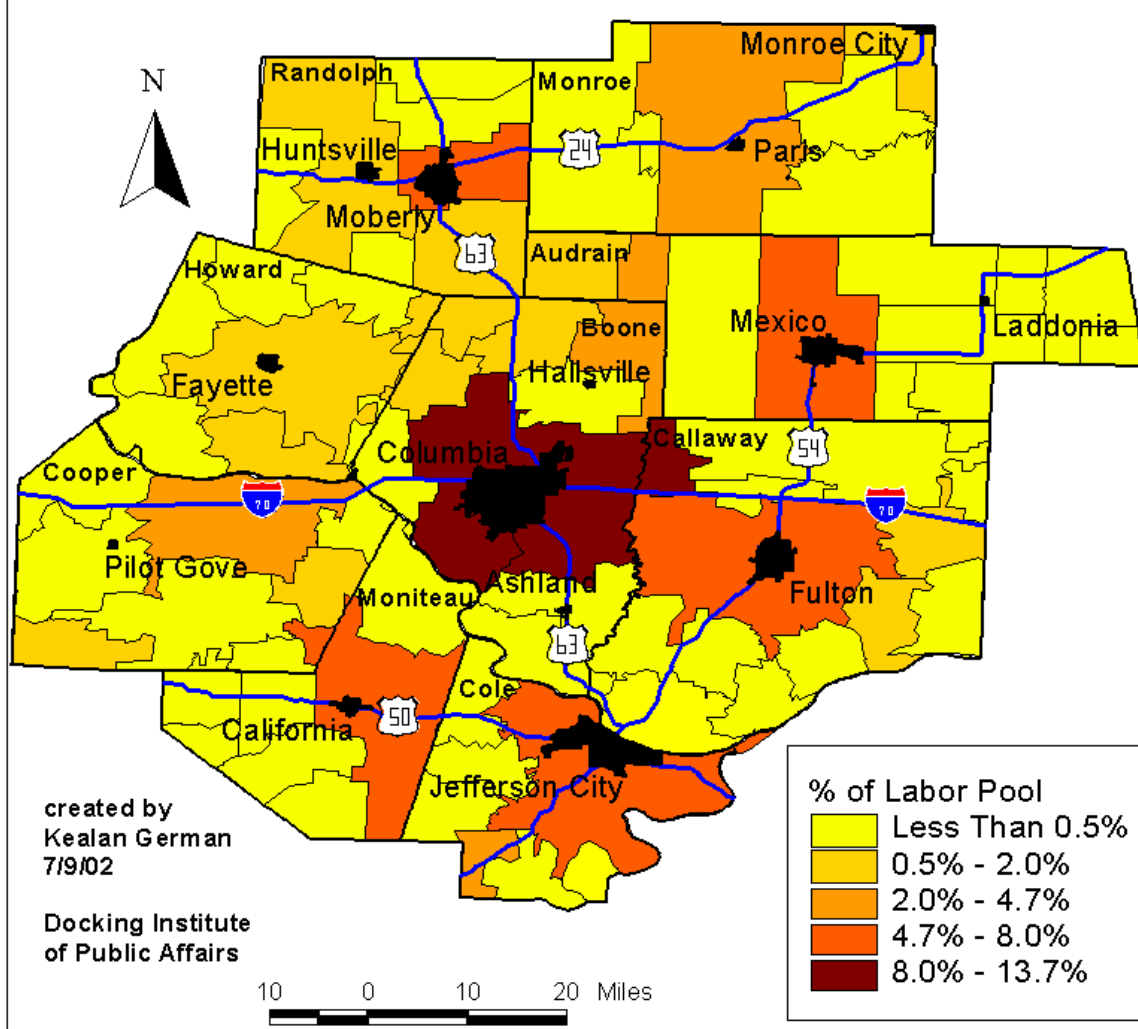 N
Randolph
Monroe
Monroe City
Huntsville
24
Paris
Moberly
63
Audrain
Howard
Boone
Mexico
Laddonia
Hallsville
Fayette
Columbia
Callaway
54
Cooper
70
70
Pilot Gove
Ashland
Fulton
Moniteau
63
Cole
California
50
Jefferson City
created by
Kealan German
7/9/02
Docking Institute
of Public Affairs
% of Labor Pool
Less Than 0.5%
0.5% - 2.0%
2.0% - 4.7%
4.7% - 8.0%
8.0% - 13.7%
10 0 10 20 Miles